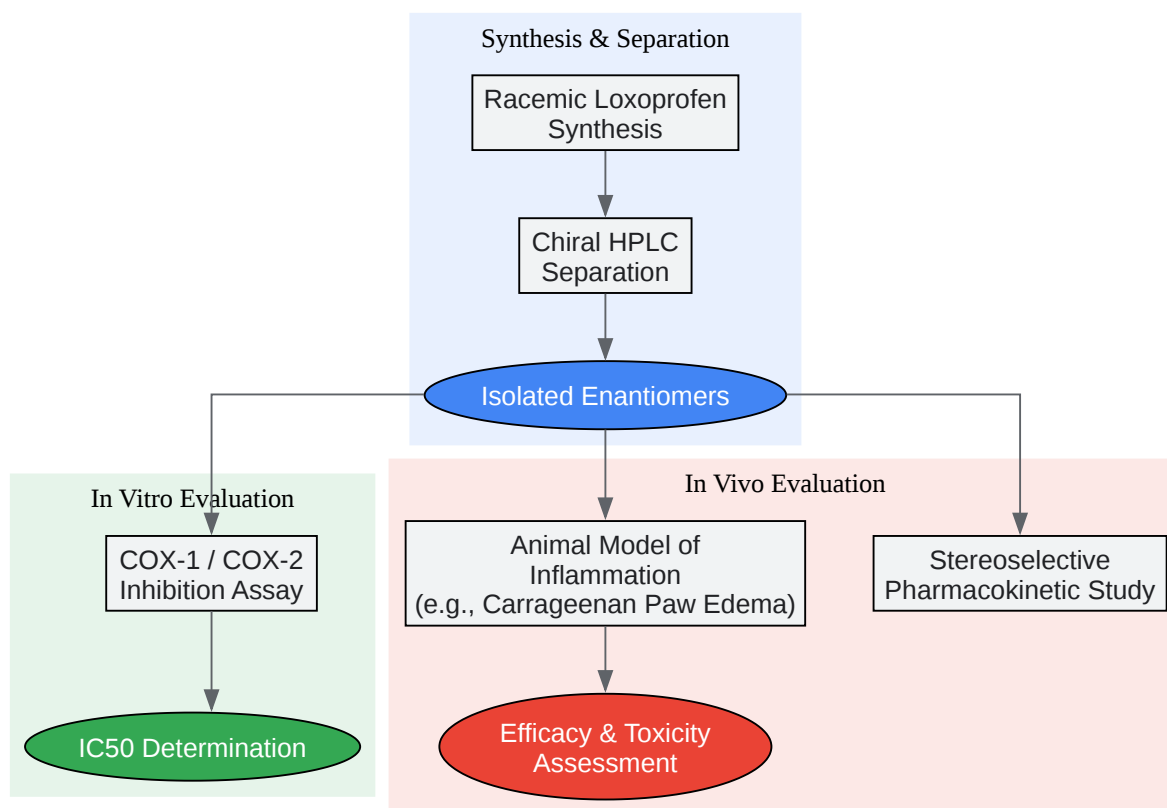 Synthesis & Separation
Racemic Loxoprofen
Synthesis
Chiral HPLC
Separation
Isolated Enantiomers
In Vitro Evaluation
COX-1 / COX-2
Inhibition Assay
IC50 Determination
In Vivo Evaluation
Animal Model of
Inflammation
(e.g., Carrageenan Paw Edema)
Efficacy & Toxicity
Assessment
Stereoselective
Pharmacokinetic Study